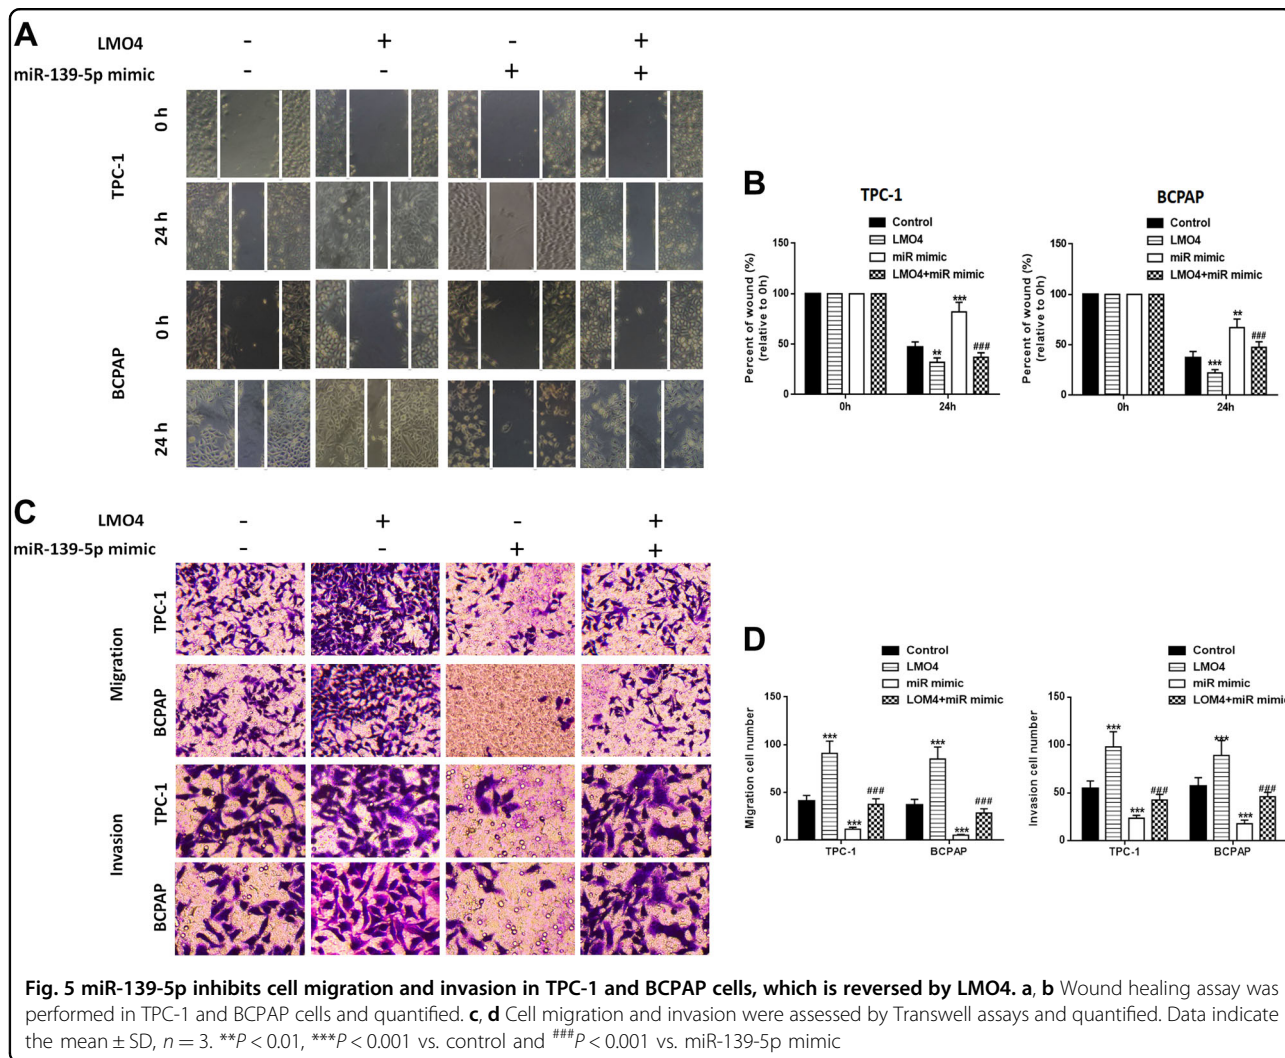 A
LMO4 - + - +
miR-139-5p mimic - - + +
TPC-1
0 h
24 h
BCPAP
0 h
24 h
B
TPC-1
Control
LMO4
miR mimic
LMO4+miR mimic
Percent of wound (%)
(relative to 0h)
150
100
50
0
** *** ###
0h 24h
BCPAP
Control
LMO4
miR mimic
LMO4+miR mimic
Percent of wound (%)
(relative to 0h)
150
100
50
0
*** ** ###
0h 24h
C
LMO4 - + - +
miR-139-5p mimic - - + +
Migration
TPC-1
BCPAP
Invasion
TPC-1
BCPAP
D
Control
LMO4
miR mimic
LOM4+miR mimic
Migration cell number
150
100
50
0
*** *** ### *** *** ###
TPC-1 BCPAP
Control
LMO4
miR mimic
LOM4+miR mimic
Invasion cell number
150
100
50
0
*** *** ### *** *** ###
TPC-1 BCPAP
Fig. 5 miR-139-5p inhibits cell migration and invasion in TPC-1 and BCPAP cells, which is reversed by LMO4. a, b Wound healing assay was
performed in TPC-1 and BCPAP cells and quantified. c, d Cell migration and invasion were assessed by Transwell assays and quantified. Data indicate
the mean ± SD, n = 3. **P < 0.01, ***P < 0.001 vs. control and ###P < 0.001 vs. miR-139-5p mimic